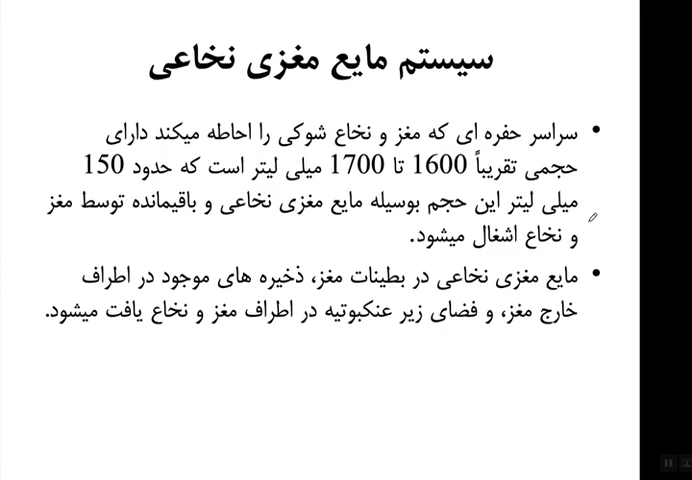 سیستم مایع مغزی نخاعی
• سراسر حفره ای که مغز و نخاع شوکی را احاطه میکند دارای
حجمی تقریباً 1600 تا 1700 میلی لیتر است که حدود 150
میلی لیتر این حجم بوسیله مایع مغزی نخاعی و باقیمانده توسط مغز
و نخاع اشغال میشود.
• مایع مغزی نخاعی در بطینات مغز، ذخیره های موجود در اطراف
خارج مغز، و فضای زیر عنکبوتیه در اطراف مغز و نخاع یافت میشود.